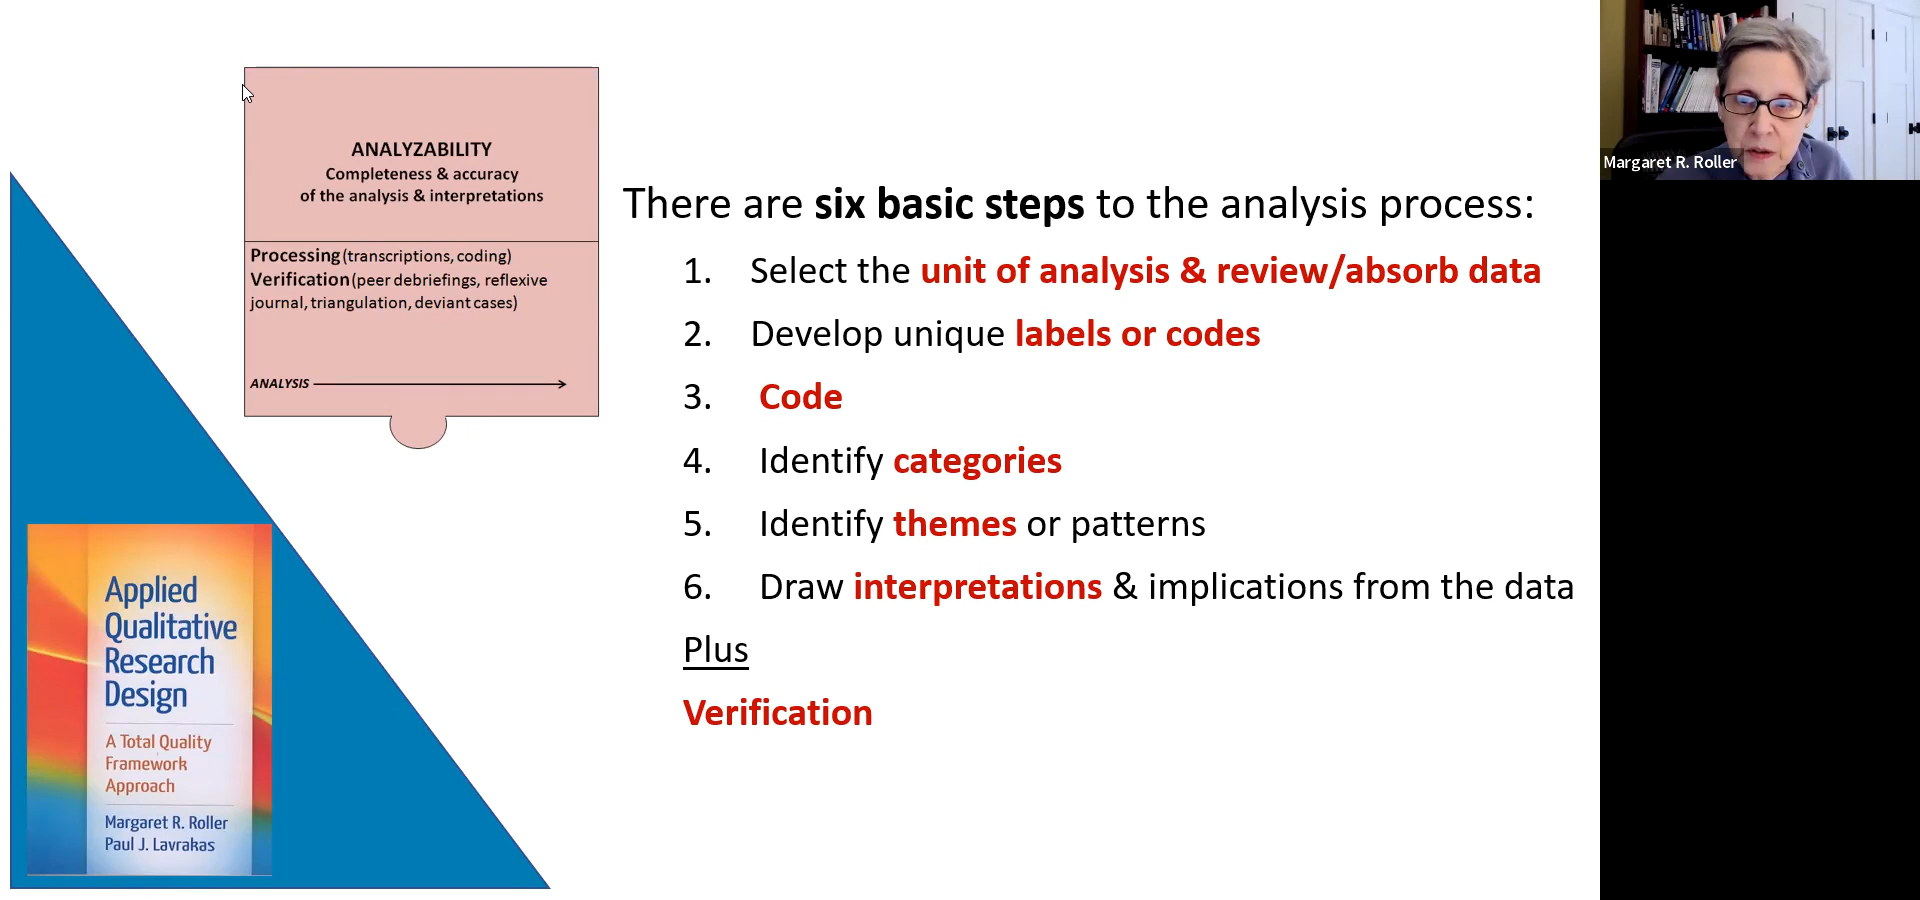 ANALYZABILITY
Completeness & accuracy
of the analysis & interpretations
Processing (transcriptions, coding)
Verification (peer debriefings, reflexive
journal, triangulation, deviant cases)
ANALYSIS
There are six basic steps to the analysis process:
1. Select the unit of analysis & review/absorb data
2. Develop unique labels or codes
3. Code
4. Identify categories
5. Identify themes or patterns
6. Draw interpretations & implications from the data
Plus
Verification
Applied
Qualitative
Research
Design
A Total Quality
Framework
Approach
Margaret R. Roller
Paul J. Lavrakas
Margaret R. Roller